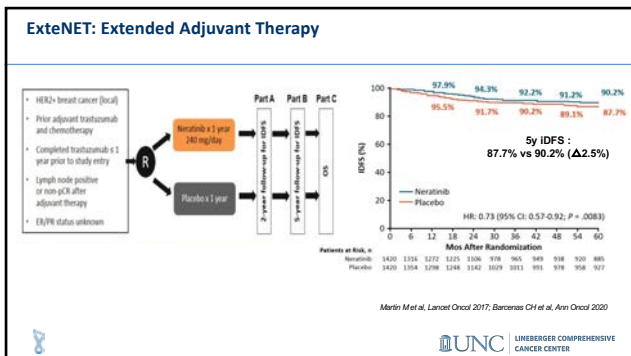 ExteNET: Extended Adjuvant Therapy
• HER2+ breast cancer (local)
• Prior adjuvant trastuzumab
and chemotherapy
• Completed trastuzumab ≤ 1
year prior to study entry
• Lymph node positive
or non-pCR after
adjuvant therapy
• ER/PR status unknown
R
Neratinib x 1 year
240 mg/day
Placebo x 1 year
Part A
Part B
Part C
2-year follow-up for IDFS
5-year follow-up for IDFS
OS
IDFS (%)
100
80
60
40
20
0
97.9%
94.3%
92.2%
91.2%
90.2%
95.5%
91.7%
90.2%
89.1%
87.7%
5y iDFS :
87.7% vs 90.2% (Δ2.5%)
Neratinib
Placebo
HR: 0.73 (95% CI: 0.57-0.92; P = .0083)
0 6 12 18 24 30 36 42 48 54 60
Mos After Randomization
Patients at Risk, n
Neratinib 1420 1316 1272 1225 1106 978 965 949 938 920 885
Placebo 1420 1354 1298 1248 1142 1029 1011 991 978 958 927
Martin M et al, Lancet Oncol 2017; Barcenas CH et al, Ann Oncol 2020
UNC
LINEBERGER COMPREHENSIVE
CANCER CENTER